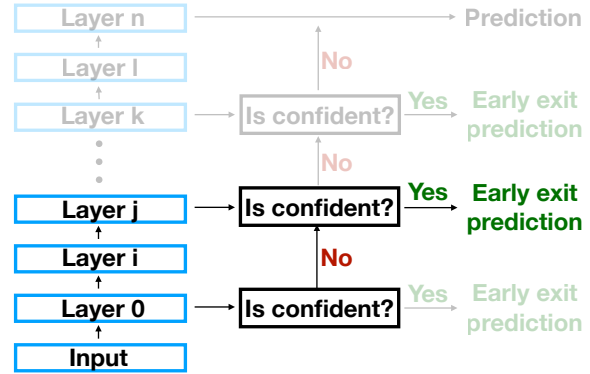 Layer n
Prediction
Layer l
No
Layer k
Is confident?
Yes
Early exit
prediction
No
Layer j
Is confident?
Yes
Early exit
prediction
Layer i
No
Layer 0
Is confident?
Yes
Early exit
prediction
Input